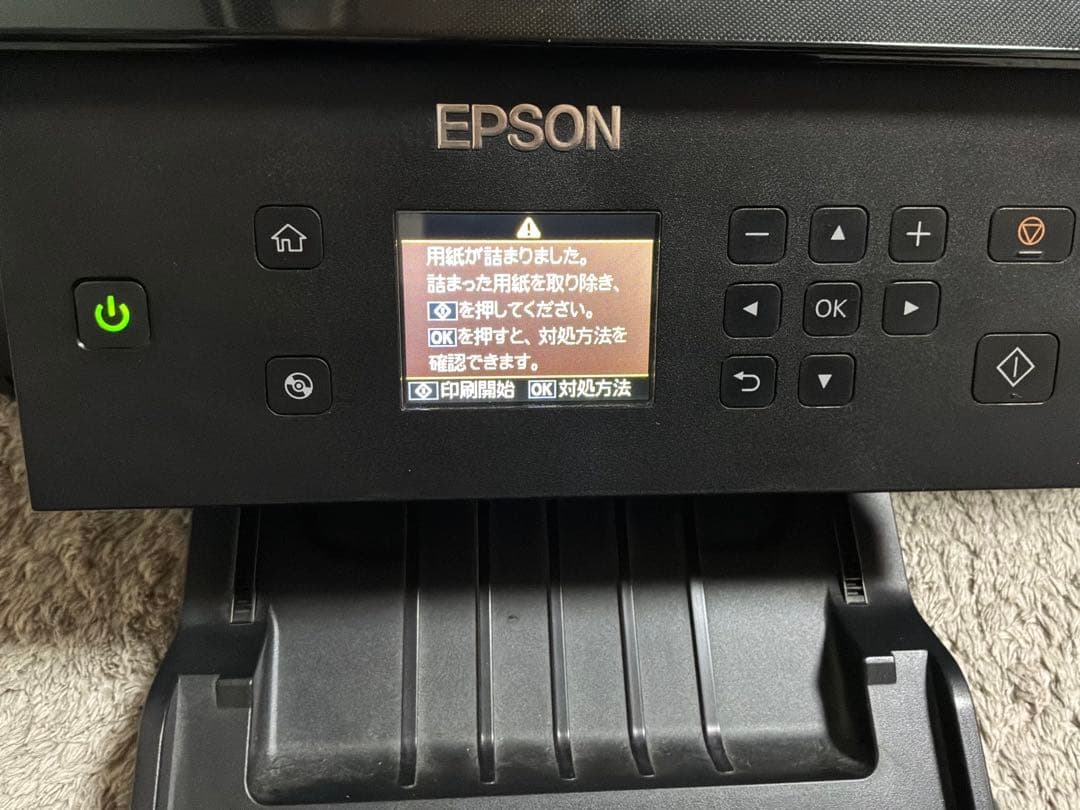 EPSON
用紙が詰まりました。
詰まった用紙を取り除き、
を押してください。
OKを押すと、対処方法を
確認できます。
印刷開始 OK 対処方法
OK